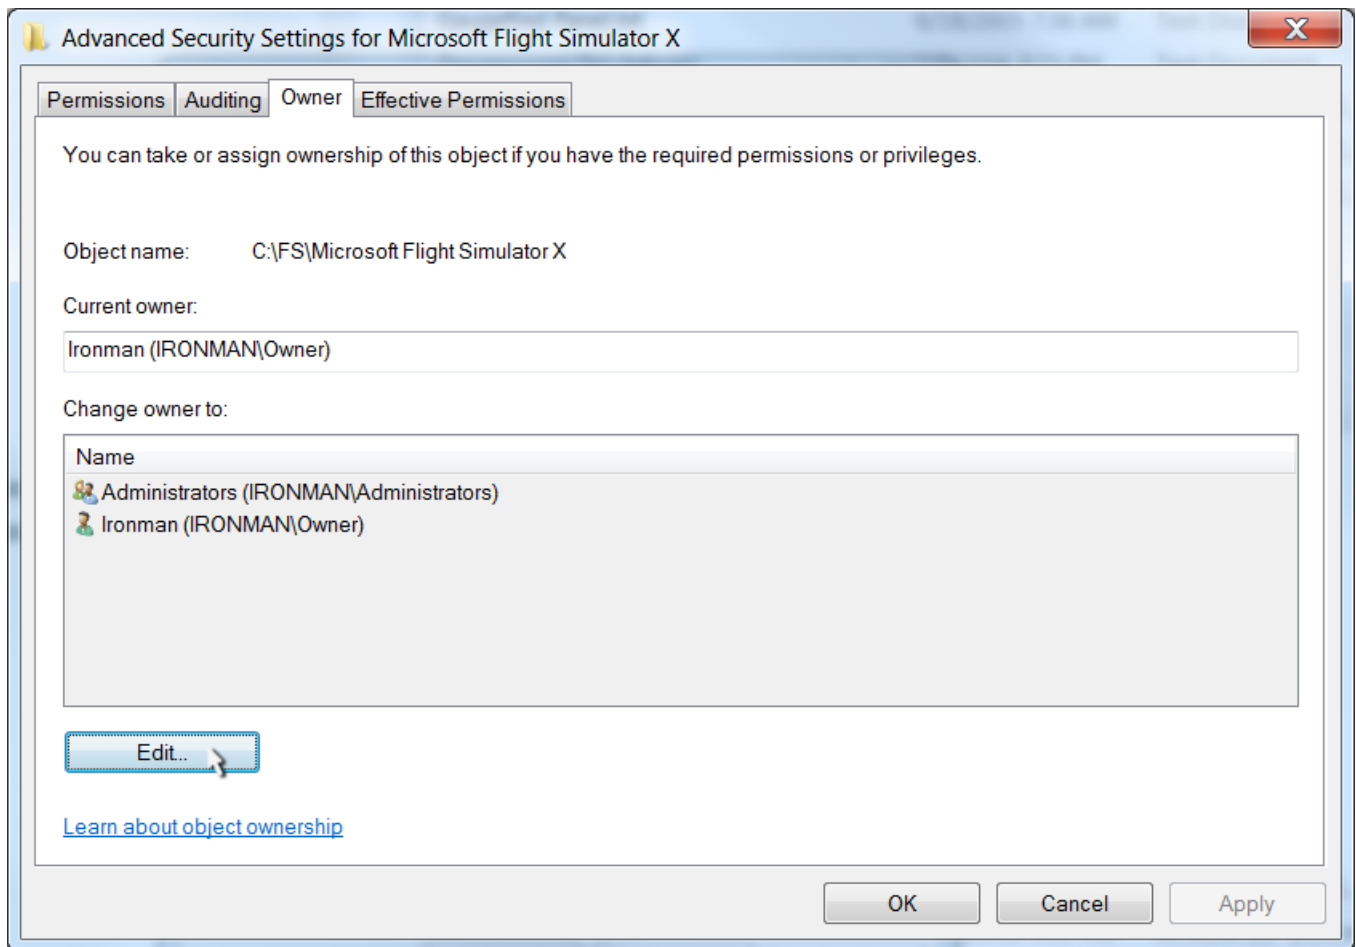 Advanced Security Settings for Microsoft Flight Simulator X
X
Permissions Auditing Owner Effective Permissions
You can take or assign ownership of this object if you have the required permissions or privileges.
Object name: C:\FS\Microsoft Flight Simulator X
Current owner:
Ironman (IRONMAN\Owner)
Change owner to:
Name
Administrators (IRONMAN\Administrators)
Ironman (IRONMAN\Owner)
Edit...
Learn about object ownership
OK Cancel Apply